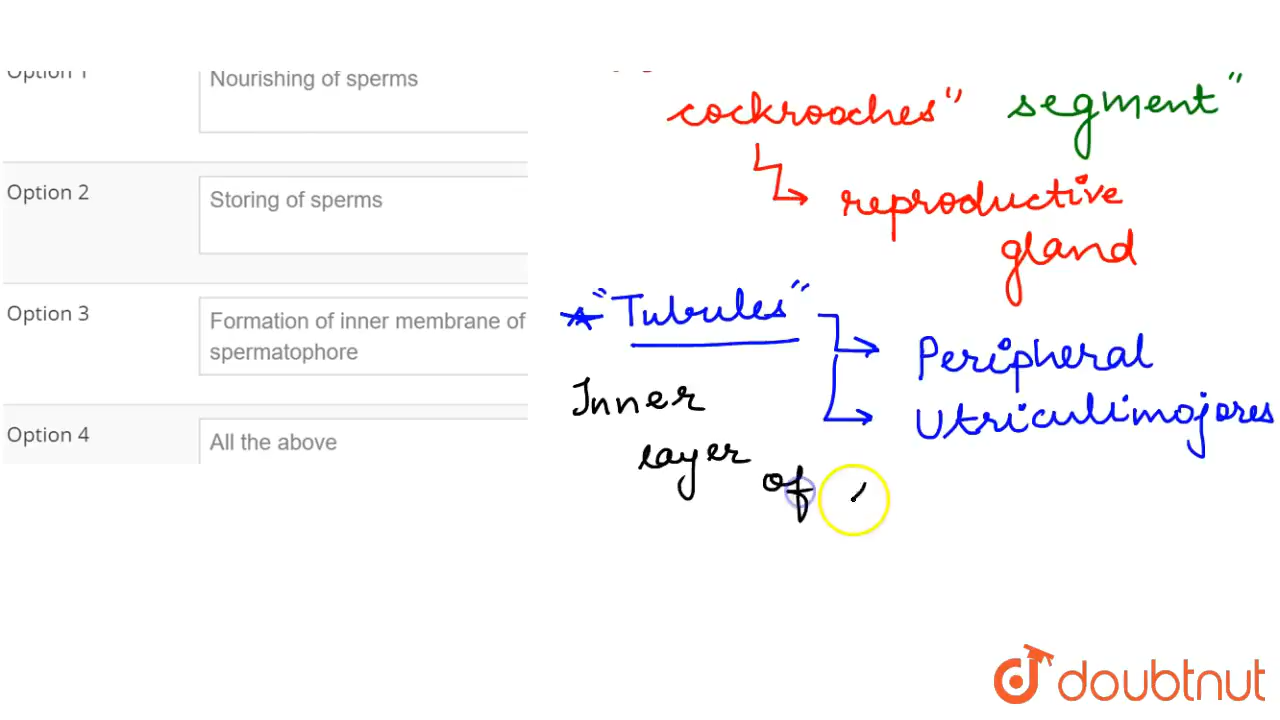 Option 1
Nourishing of sperms
Option 2
Storing of sperms
Option 3
Formation of inner membrane of
spermatophore
Option 4
All the above
cockrooches" segment"
reproductive
gland
"Tubules"
Peripheral
Utriculimojores
Inner
layer
of
doubtnut